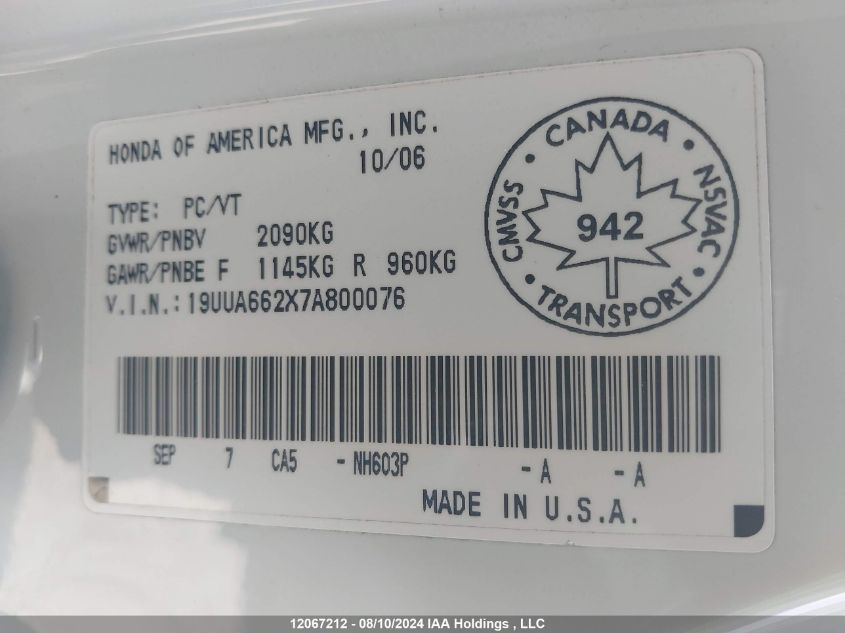 HONDA OF AMERICA MFG., INC.
10/06
TYPE: PC/VT
GVWR/PNBV 2090KG
GAWR/PNBE F 1145KG R 960KG
V.I.N.:19UUA662X7A800076
CANADA
CMVSS
NSVAC
942
TRANSPORT
SEP 7 CA5 -NH603P -A -A
MADE IN U.S.A.
12067212 - 08/10/2024 IAA Holdings , LLC